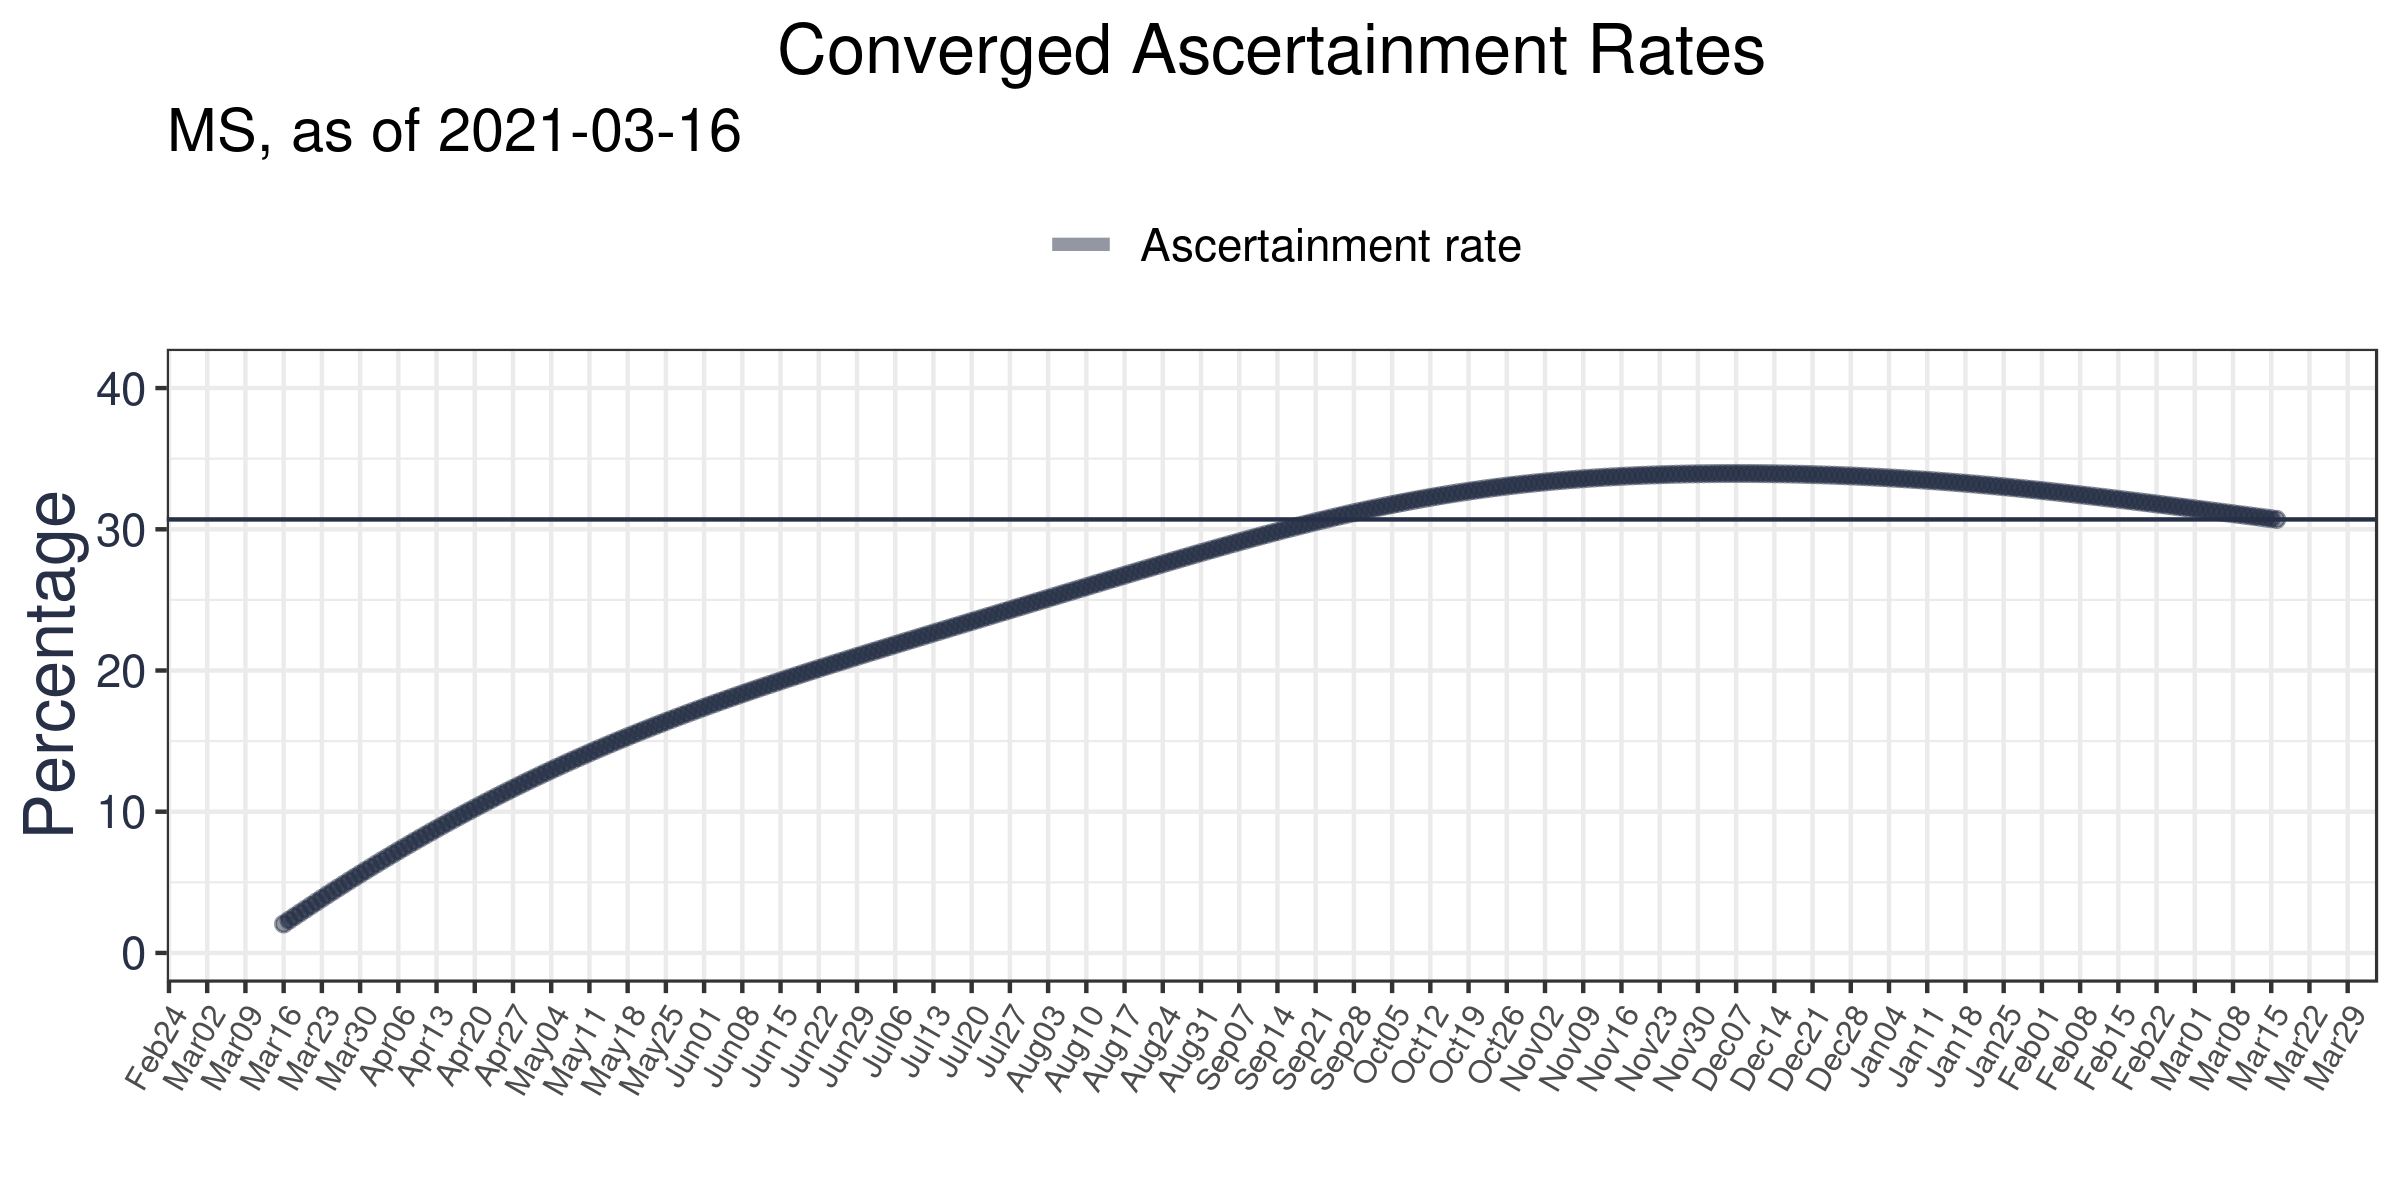 Converged Ascertainment Rates
MS, as of 2021-03-16
Ascertainment rate
Percentage
40
30
20
10
0
Feb24
Mar02
Mar09
Mar16
Mar23
Mar30
Apr06
Apr13
Apr20
Apr27
May04
May11
May18
May25
Jun01
Jun08
Jun15
Jun22
Jun29
Jul06
Jul13
Jul20
Jul27
Aug03
Aug10
Aug17
Aug24
Aug31
Sep07
Sep14
Sep21
Sep28
Oct05
Oct12
Oct19
Oct26
Nov02
Nov09
Nov16
Nov23
Nov30
Dec07
Dec14
Dec21
Dec28
Jan04
Jan11
Jan18
Jan25
Feb01
Feb08
Feb15
Feb22
Mar01
Mar08
Mar15
Mar22
Mar29